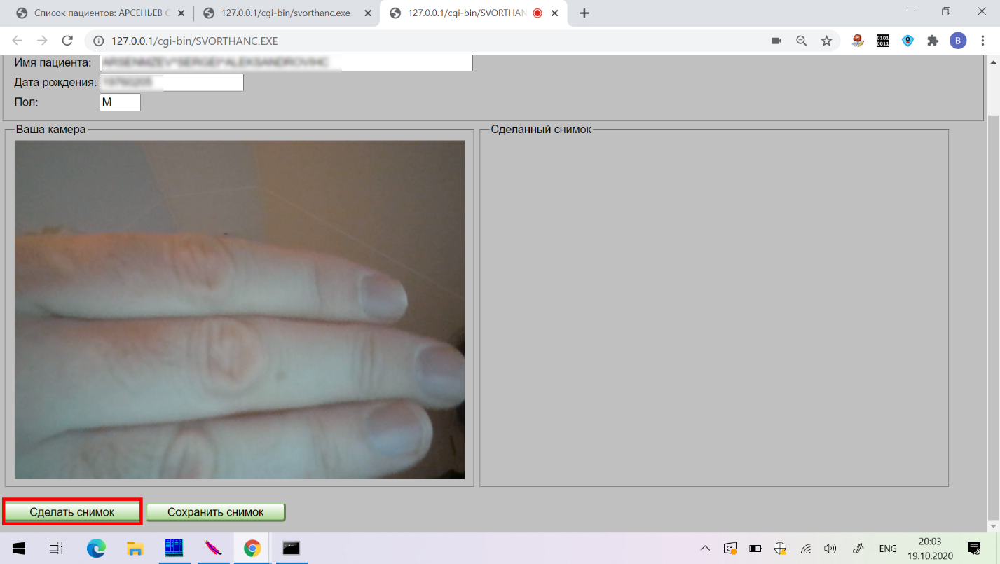 Список пациентов: АРСЕНЬЕВ С
127.0.0.1/cgi-bin/svorthanc.exe
127.0.0.1/cgi-bin/SVORTHAN
127.0.0.1/cgi-bin/SVORTHANC.EXE
0101
0011
B
Имя пациента:
Дата рождения:
Пол: М
Ваша камера
Сделанный снимок
Сделать снимок
Сохранить снимок
ENG
20:03
19.10.2020